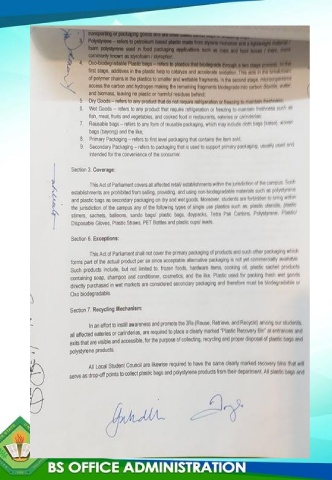 transporting or packaging goods
Polystyrene – refers to petroleum based plastic made from styrene monomer and a lightweight material
foam polystyrene used in food packaging applications such as cups and food bowls / trays, more
constant known as styrofoam / styropor.
4. Oxo-biodegradable Plastic bags – refers to plastics that biodegrade through a two stage process. In the
first stage, additives in the plastic help to catalyze and accelerate oxidation. This aids in the breakdown
of polymer chains in the plastics to smaller and wettable fragments. In the second stage, microorganisms
access the carbon and hydrogen making the remaining fragments biodegrade into carbon dioxide, water
and biomass, leaving no plastic or harmful residues behind.
5. Dry Goods – refers to any product that do not require refrigeration or freezing to maintain freshness.
6. Wet Goods – refers to any product that require refrigeration or freezing to maintain freshness such as
fish, meat, fruits and vegetables, and cooked food in restaurants, eateries or canteens.
7. Reusable bags – refers to any form of reusable packaging, which may include cloth bags (katsa), woven
bags (bayong) and the like.
8. Primary Packaging – refers to first level packaging that contains the item sold.
9. Secondary Packaging – refers to packaging that is used to support primary packaging, usually used and
intended for the convenience of the consumer.
Section 5. Coverage:
This Act of Parliament covers all affected retail establishments within the jurisdiction of the campus. Such
establishments are prohibited from selling, providing, and using non-biodegradable materials such as polystyrene
and plastic bags as secondary packaging on dry and wet goods. Moreover, students are forbidden to bring within
the jurisdiction of the campus any of the following types of single use plastics such as: plastic utensils, plastic
stirrers, sachets, balloons, sando bags/ plastic bags, doypacks, Tetra Pak Cartons, Polystyrene, Plastic/
Disposable Gloves, Plastic Straws, PET Bottles and plastic cups/ seals.
Section 6. Exceptions:
This Act of Parliament shall not cover the primary packaging of products and such other packaging which
forms part of the actual product per se since acceptable alternative packaging is not yet commercially available.
Such products include, but not limited to frozen foods, hardware items, cooking oil, plastic sachet products
containing soap, shampoo and conditioner, cosmetics, and the like. Plastic used for packing fresh wet goods
directly purchased in wet markets are considered secondary packaging and therefore must be Biodegradable or
Oxo biodegradable.
Section 7. Recycling Mechanism:
In an effort to instill awareness and promote the 3Rs (Reuse, Retrieve, and Recycle) among our students,
all affected eateries or canteens, are required to place a clearly marked "Plastic Recovery Bin" at entrances and
exits that are visible and accessible, for the purpose of collecting, recycling and proper disposal of plastic bags and
polystyrene products.
All Local Student Council are likewise required to have the same clearly marked recovery bins that will
serve as drop-off points to collect plastic bags and polystyrene products from their department. All plastic bags and
BS OFFICE ADMINISTRATION